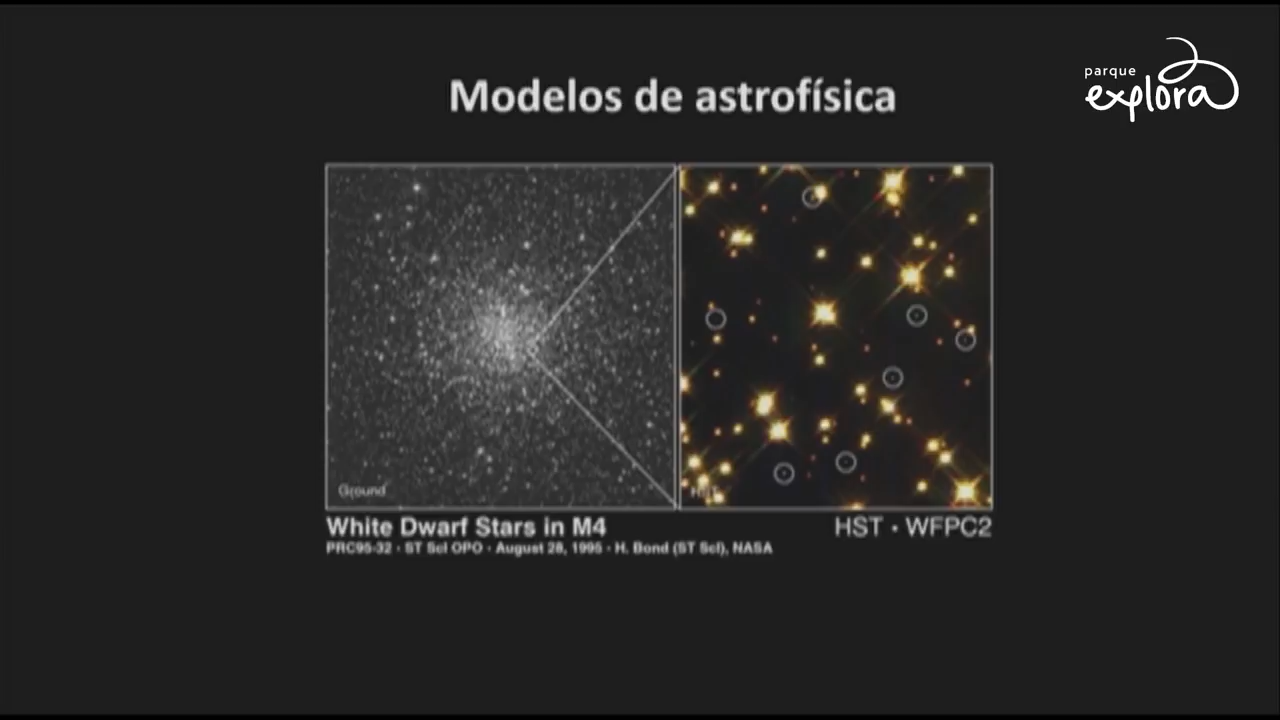 Modelos de astrofísica
parque
explora
Ground
HST
White Dwarf Stars in M4
HST · WFPC2
PRC95-32 · ST ScI OPO · August 28, 1995 · H. Bond (ST ScI), NASA